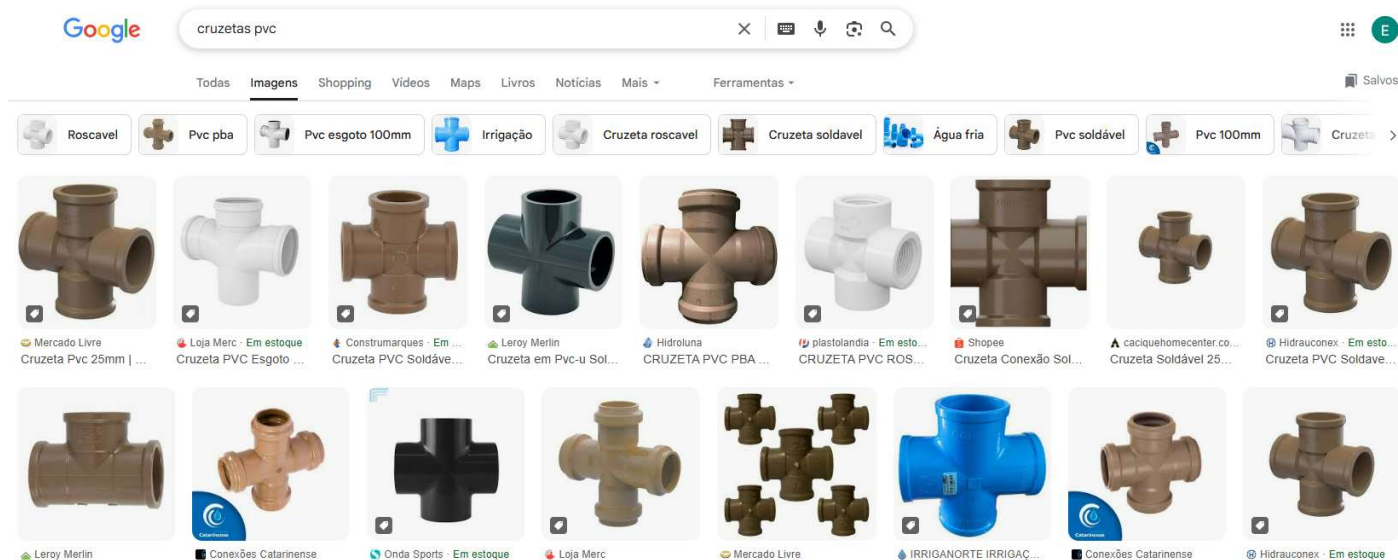 Google
cruzetas pvc
E
Todas Imagens Shopping Vídeos Maps Livros Notícias Mais Ferramentas
Salvos
Roscavel Pvc pba Pvc esgoto 100mm Irrigação Cruzeta roscavel Cruzeta soldavel Água fria Pvc soldável Pvc 100mm Cruzeta
Mercado Livre
Cruzeta Pvc 25mm | ...
Loja Merc · Em estoque
Cruzeta PVC Esgoto ...
Construmarques · Em ...
Cruzeta PVC Soldáve...
Leroy Merlin
Cruzeta em Pvc-u Sol...
Hidroluna
CRUZETA PVC PBA ...
plastolandia · Em esto...
CRUZETA PVC ROS...
Shopee
Cruzeta Conexão Sol...
caciquehomecenter.co...
Cruzeta Soldável 25...
Hidrauconex · Em esto...
Cruzeta PVC Soldave...
Catarinense
Catarinense
Leroy Merlin
Conexões Catarinense
Onda Sports · Em estoque
Loja Merc
Mercado Livre
IRRIGANORTE IRRIGAÇ...
Conexões Catarinense
Hidrauconex · Em estoque